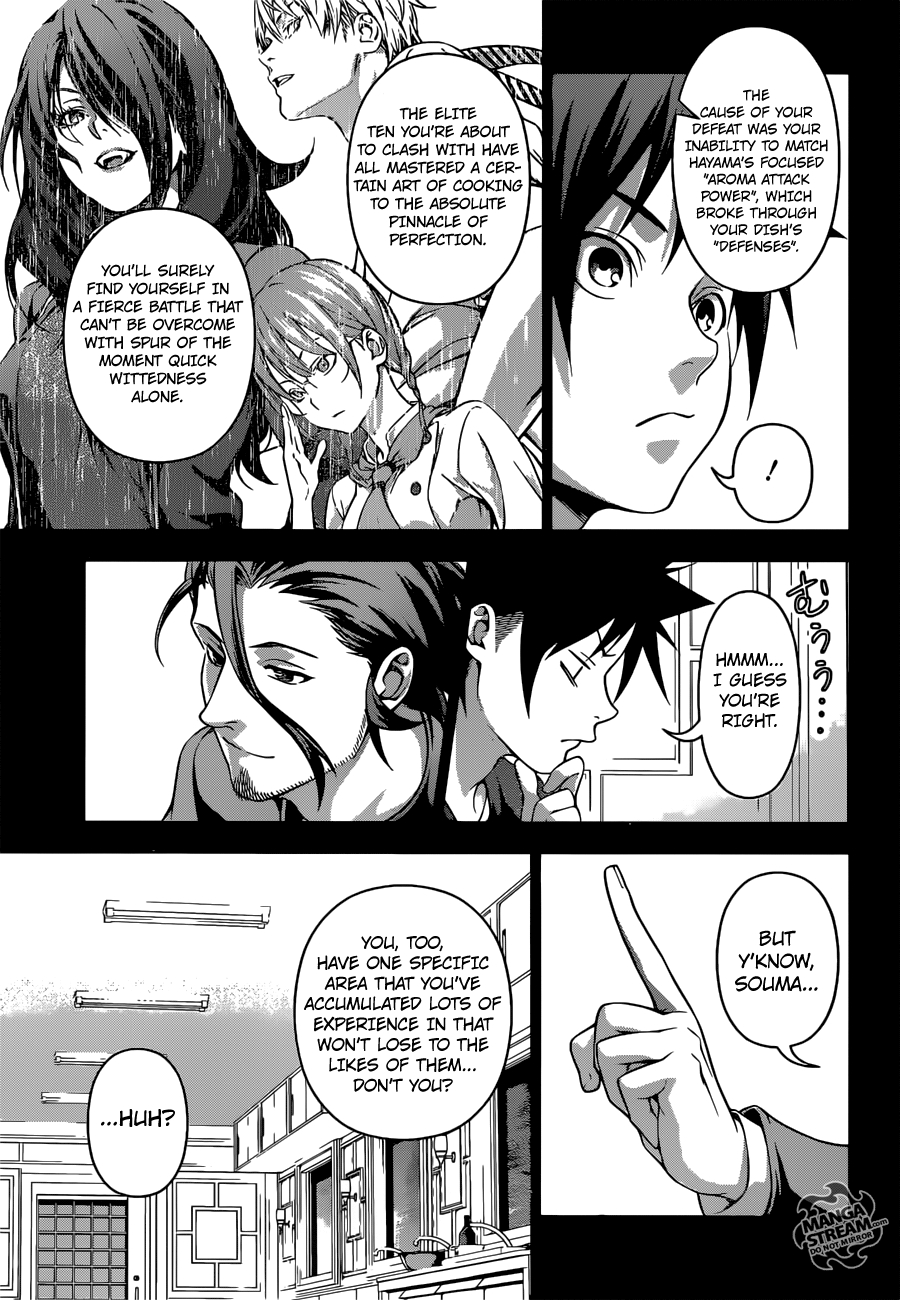 THE
CAUSE OF YOUR
DEFEAT WAS YOUR
INABILITY TO MATCH
HAYAMA'S FOCUSED
"AROMA ATTACK
POWER", WHICH
BROKE THROUGH
YOUR DISH'S
"DEFENSES".
!
THE ELITE
TEN YOU'RE ABOUT
TO CLASH WITH HAVE
ALL MASTERED A CER-
TAIN ART OF COOKING
TO THE ABSOLUTE
PINNACLE OF
PERFECTION.
YOU'LL SURELY
FIND YOURSELF IN
A FIERCE BATTLE THAT
CAN'T BE OVERCOME
WITH SPUR OF THE
MOMENT QUICK
WITTEDNESS
ALONE.
むぅぅ…
HMMM...
I GUESS
YOU'RE
RIGHT.
BUT
Y'KNOW,
SOUMA...
YOU, TOO,
HAVE ONE SPECIFIC
AREA THAT YOU'VE
ACCUMULATED LOTS OF
EXPERIENCE IN THAT
WON'T LOSE TO THE
LIKES OF THEM...
DON'T YOU?
...HUH?
MANGA
STREAM.com
DO NOT MIRROR